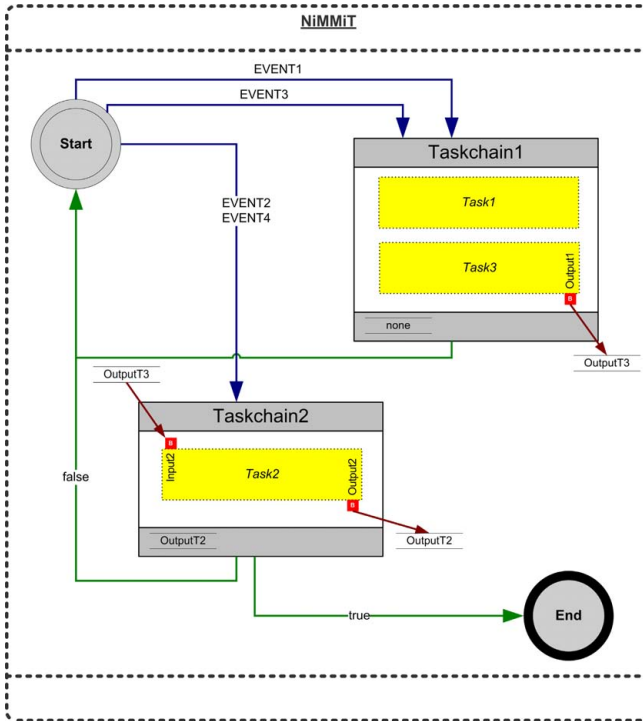 NiMMiT
EVENT1
EVENT3
Start
Taskchain1
EVENT2
EVENT4
Task1
Task3
Output1
B
none
OutputT3
OutputT3
Taskchain2
B
false
Input2
Task2
Output2
B
OutputT2
OutputT2
true
End